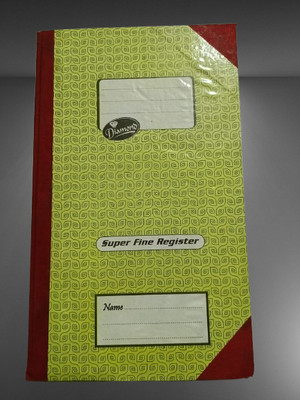 Diamond
Super Fine Register
Name